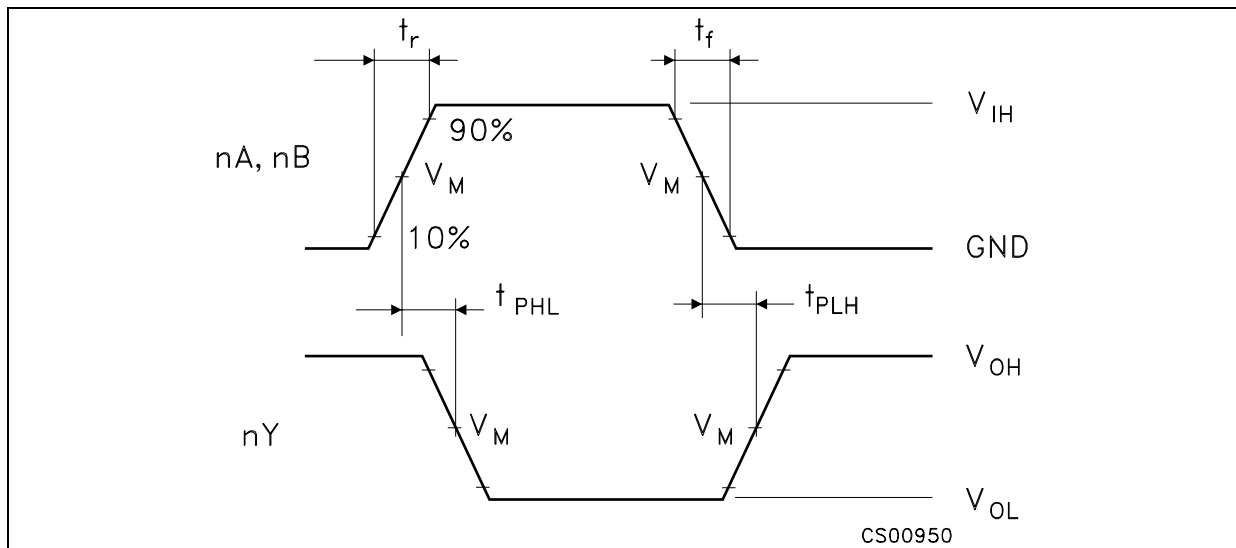 tr
tf
VIH
90%
nA, nB
VM
VM
10%
GND
tPHL
tPLH
VOH
VM
VM
nY
VOL
CS00950